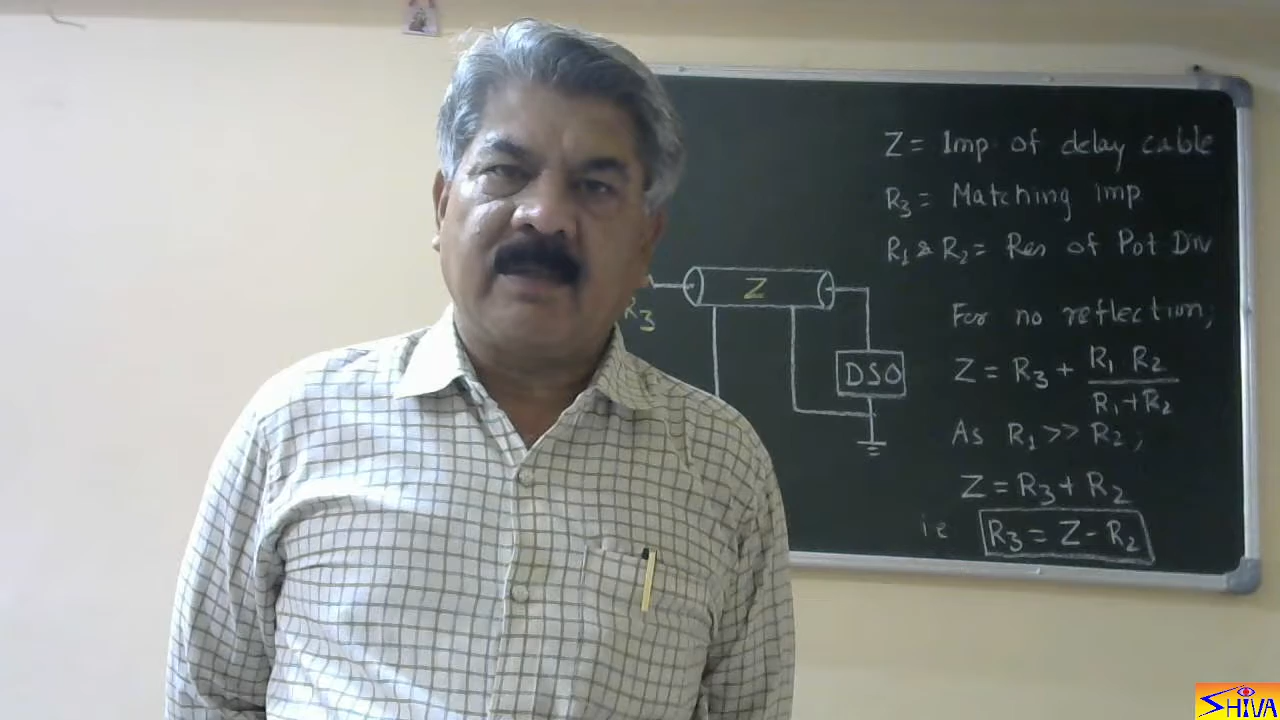 Z = Imp of delay cable
R3 = Matching imp
R1 & R2 = Res of Pot Div
Z
R3
DSO
For no reflection;
Z = R3 + R1 R2 / R1+R2
As R1 >> R2;
Z = R3 + R2
ie R3 = Z - R2
SHIVA